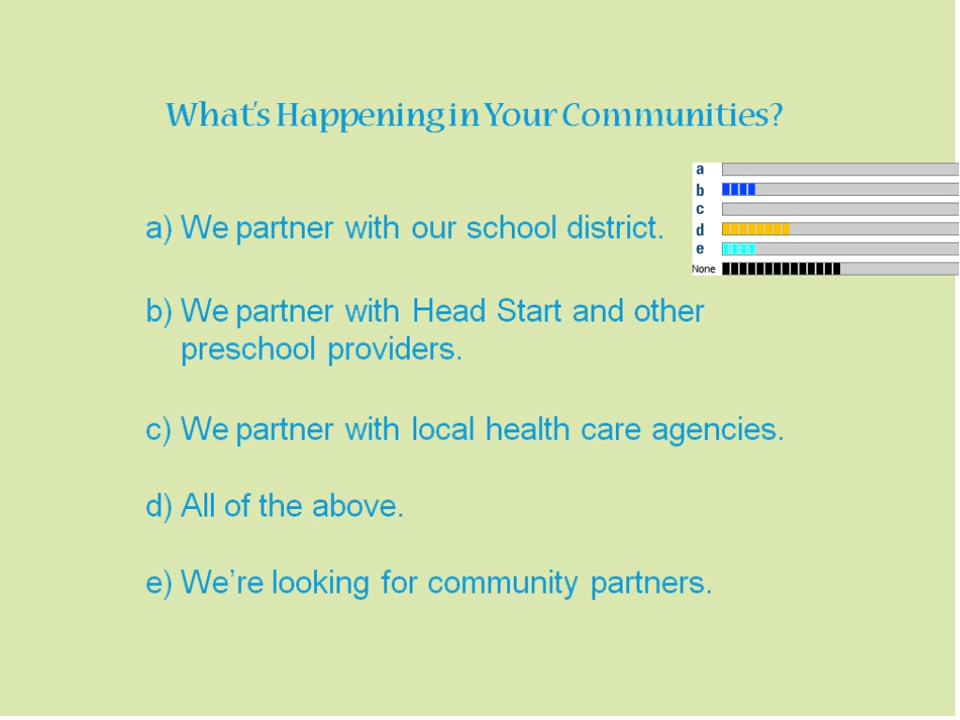 What's Happening in Your Communities?
a
b
c
d
e
None
a) We partner with our school district.
b) We partner with Head Start and other
preschool providers.
c) We partner with local health care agencies.
d) All of the above.
e) We’re looking for community partners.